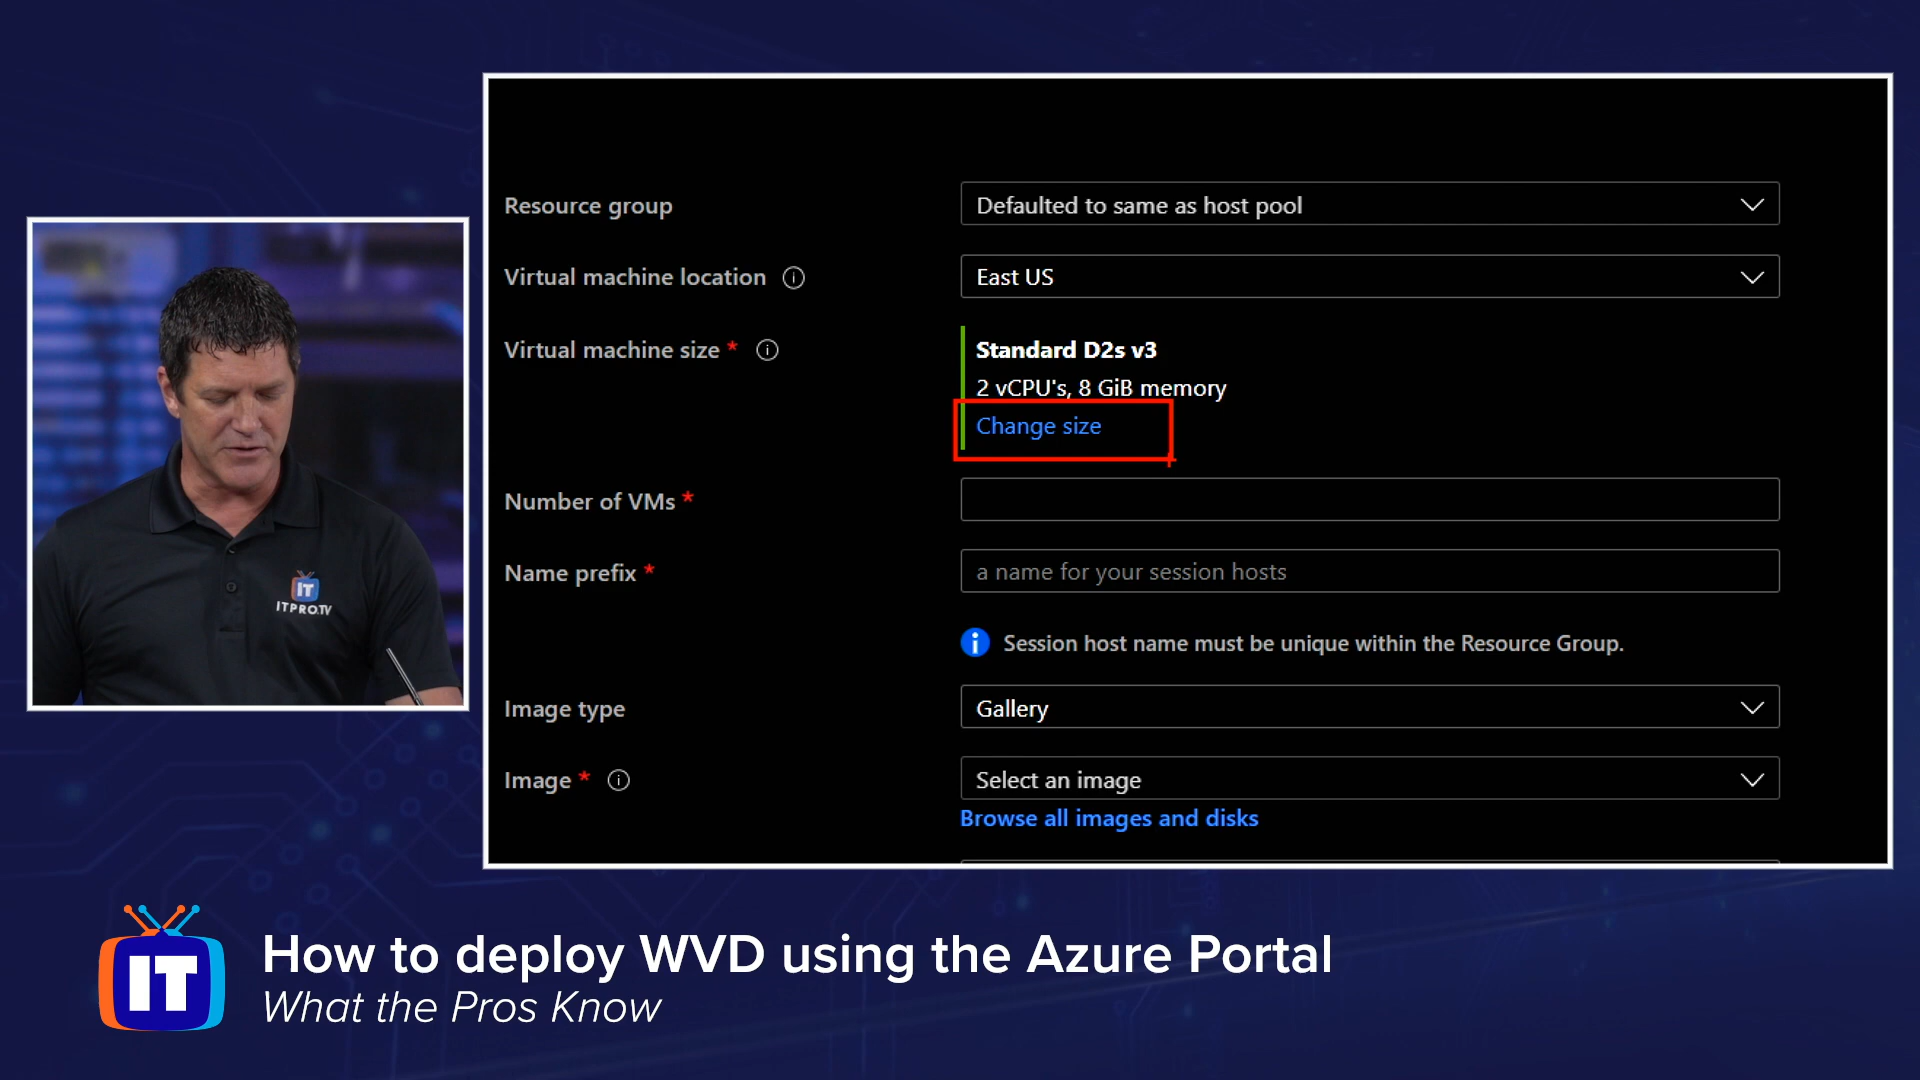 Resource group
Defaulted to same as host pool
Virtual machine location
East US
Virtual machine size *
Standard D2s v3
2 vCPU's, 8 GiB memory
Change size
Number of VMs *
Name prefix *
a name for your session hosts
Session host name must be unique within the Resource Group.
Image type
Gallery
Image *
Select an image
Browse all images and disks
IT
ITPRO.TV
IT
How to deploy WVD using the Azure Portal
What the Pros Know